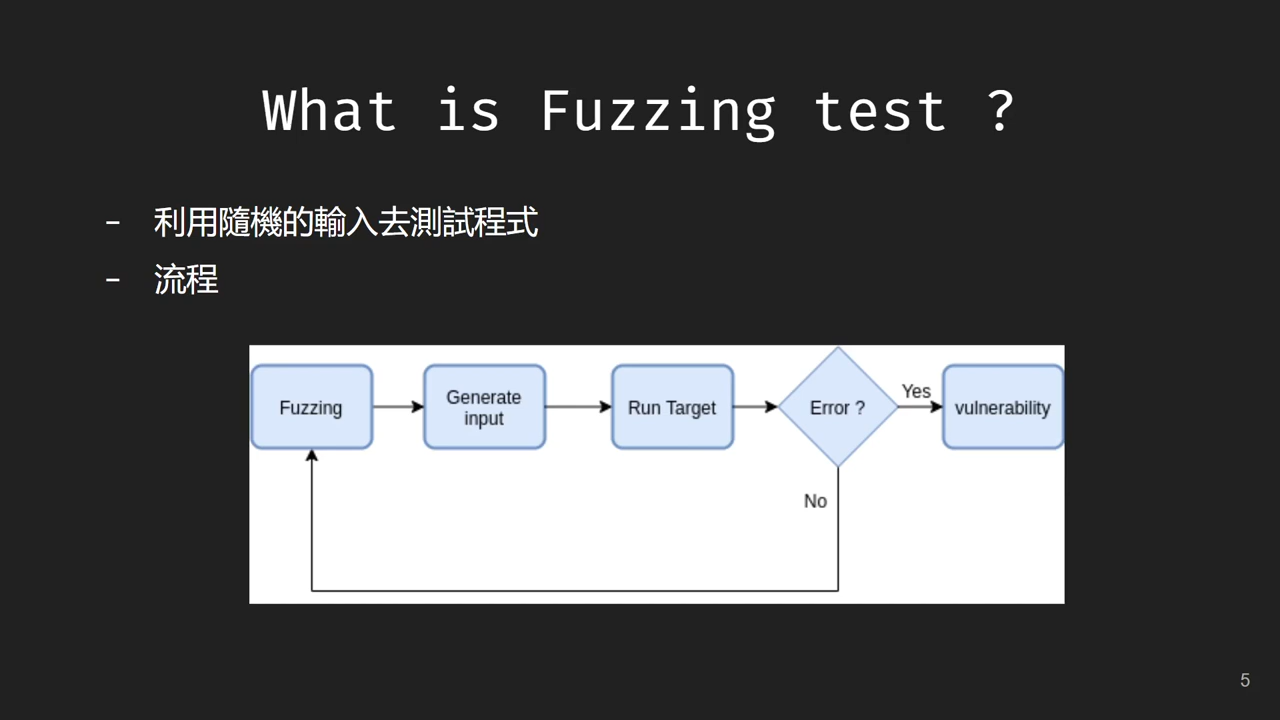 What is Fuzzing test ?
- 利用隨機的輸入去測試程式
- 流程
Fuzzing
Generate
input
Run Target
Error ?
Yes
vulnerability
No
5